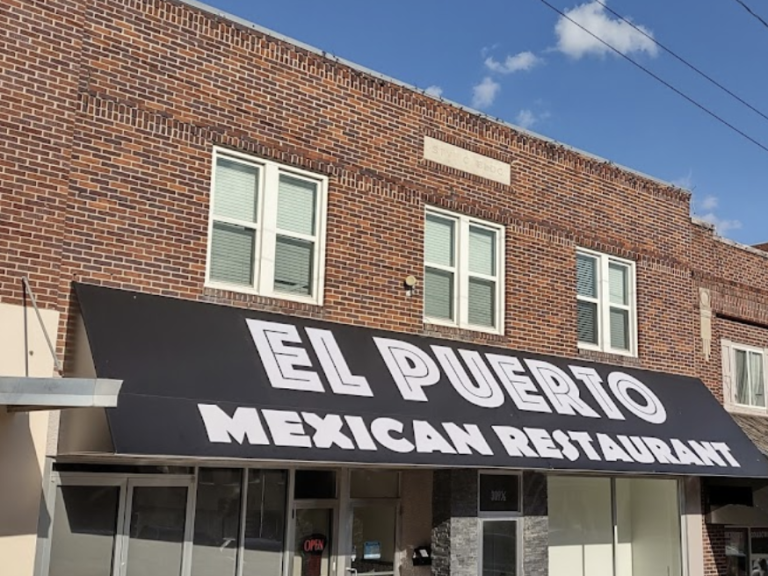 EL PUERTO
MEXICAN RESTAURANT
OPEN